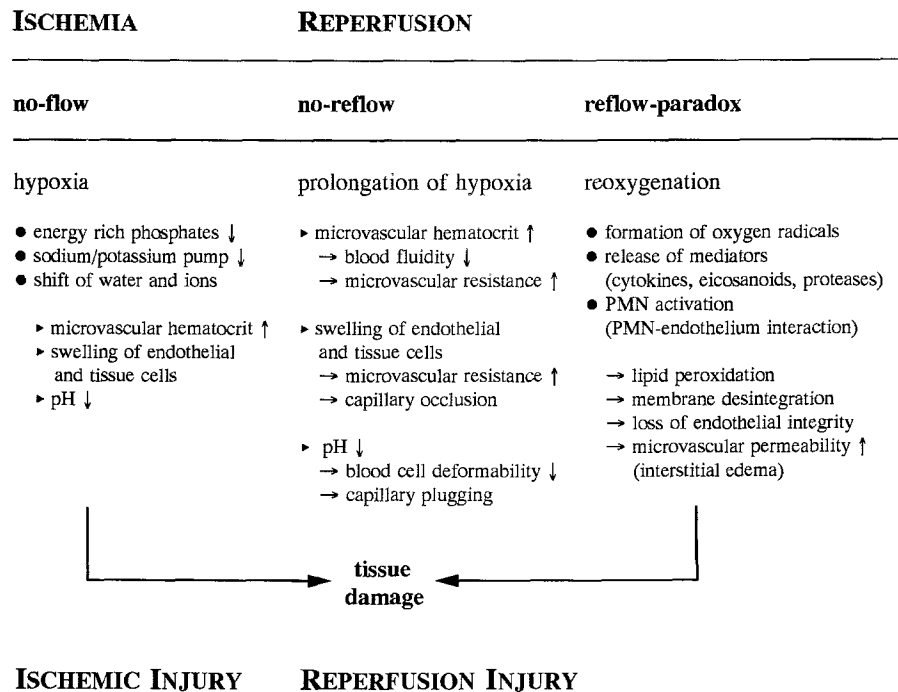 ISCHEMIA
REPERFUSION
no-flow
no-reflow
reflow-paradox
hypoxia
● energy rich phosphates ↓
● sodium/potassium pump ↓
● shift of water and ions
▸ microvascular hematocrit ↑
▸ swelling of endothelial
and tissue cells
▸ pH ↓
prolongation of hypoxia
▸ microvascular hematocrit ↑
→ blood fluidity ↓
→ microvascular resistance ↑
▸ swelling of endothelial
and tissue cells
→ microvascular resistance ↑
→ capillary occlusion
▸ pH ↓
→ blood cell deformability ↓
→ capillary plugging
reoxygenation
● formation of oxygen radicals
● release of mediators
(cytokines, eicosanoids, proteases)
● PMN activation
(PMN-endothelium interaction)
→ lipid peroxidation
→ membrane desintegration
→ loss of endothelial integrity
→ microvascular permeability ↑
(interstitial edema)
tissue
damage
ISCHEMIC INJURY
REPERFUSION INJURY